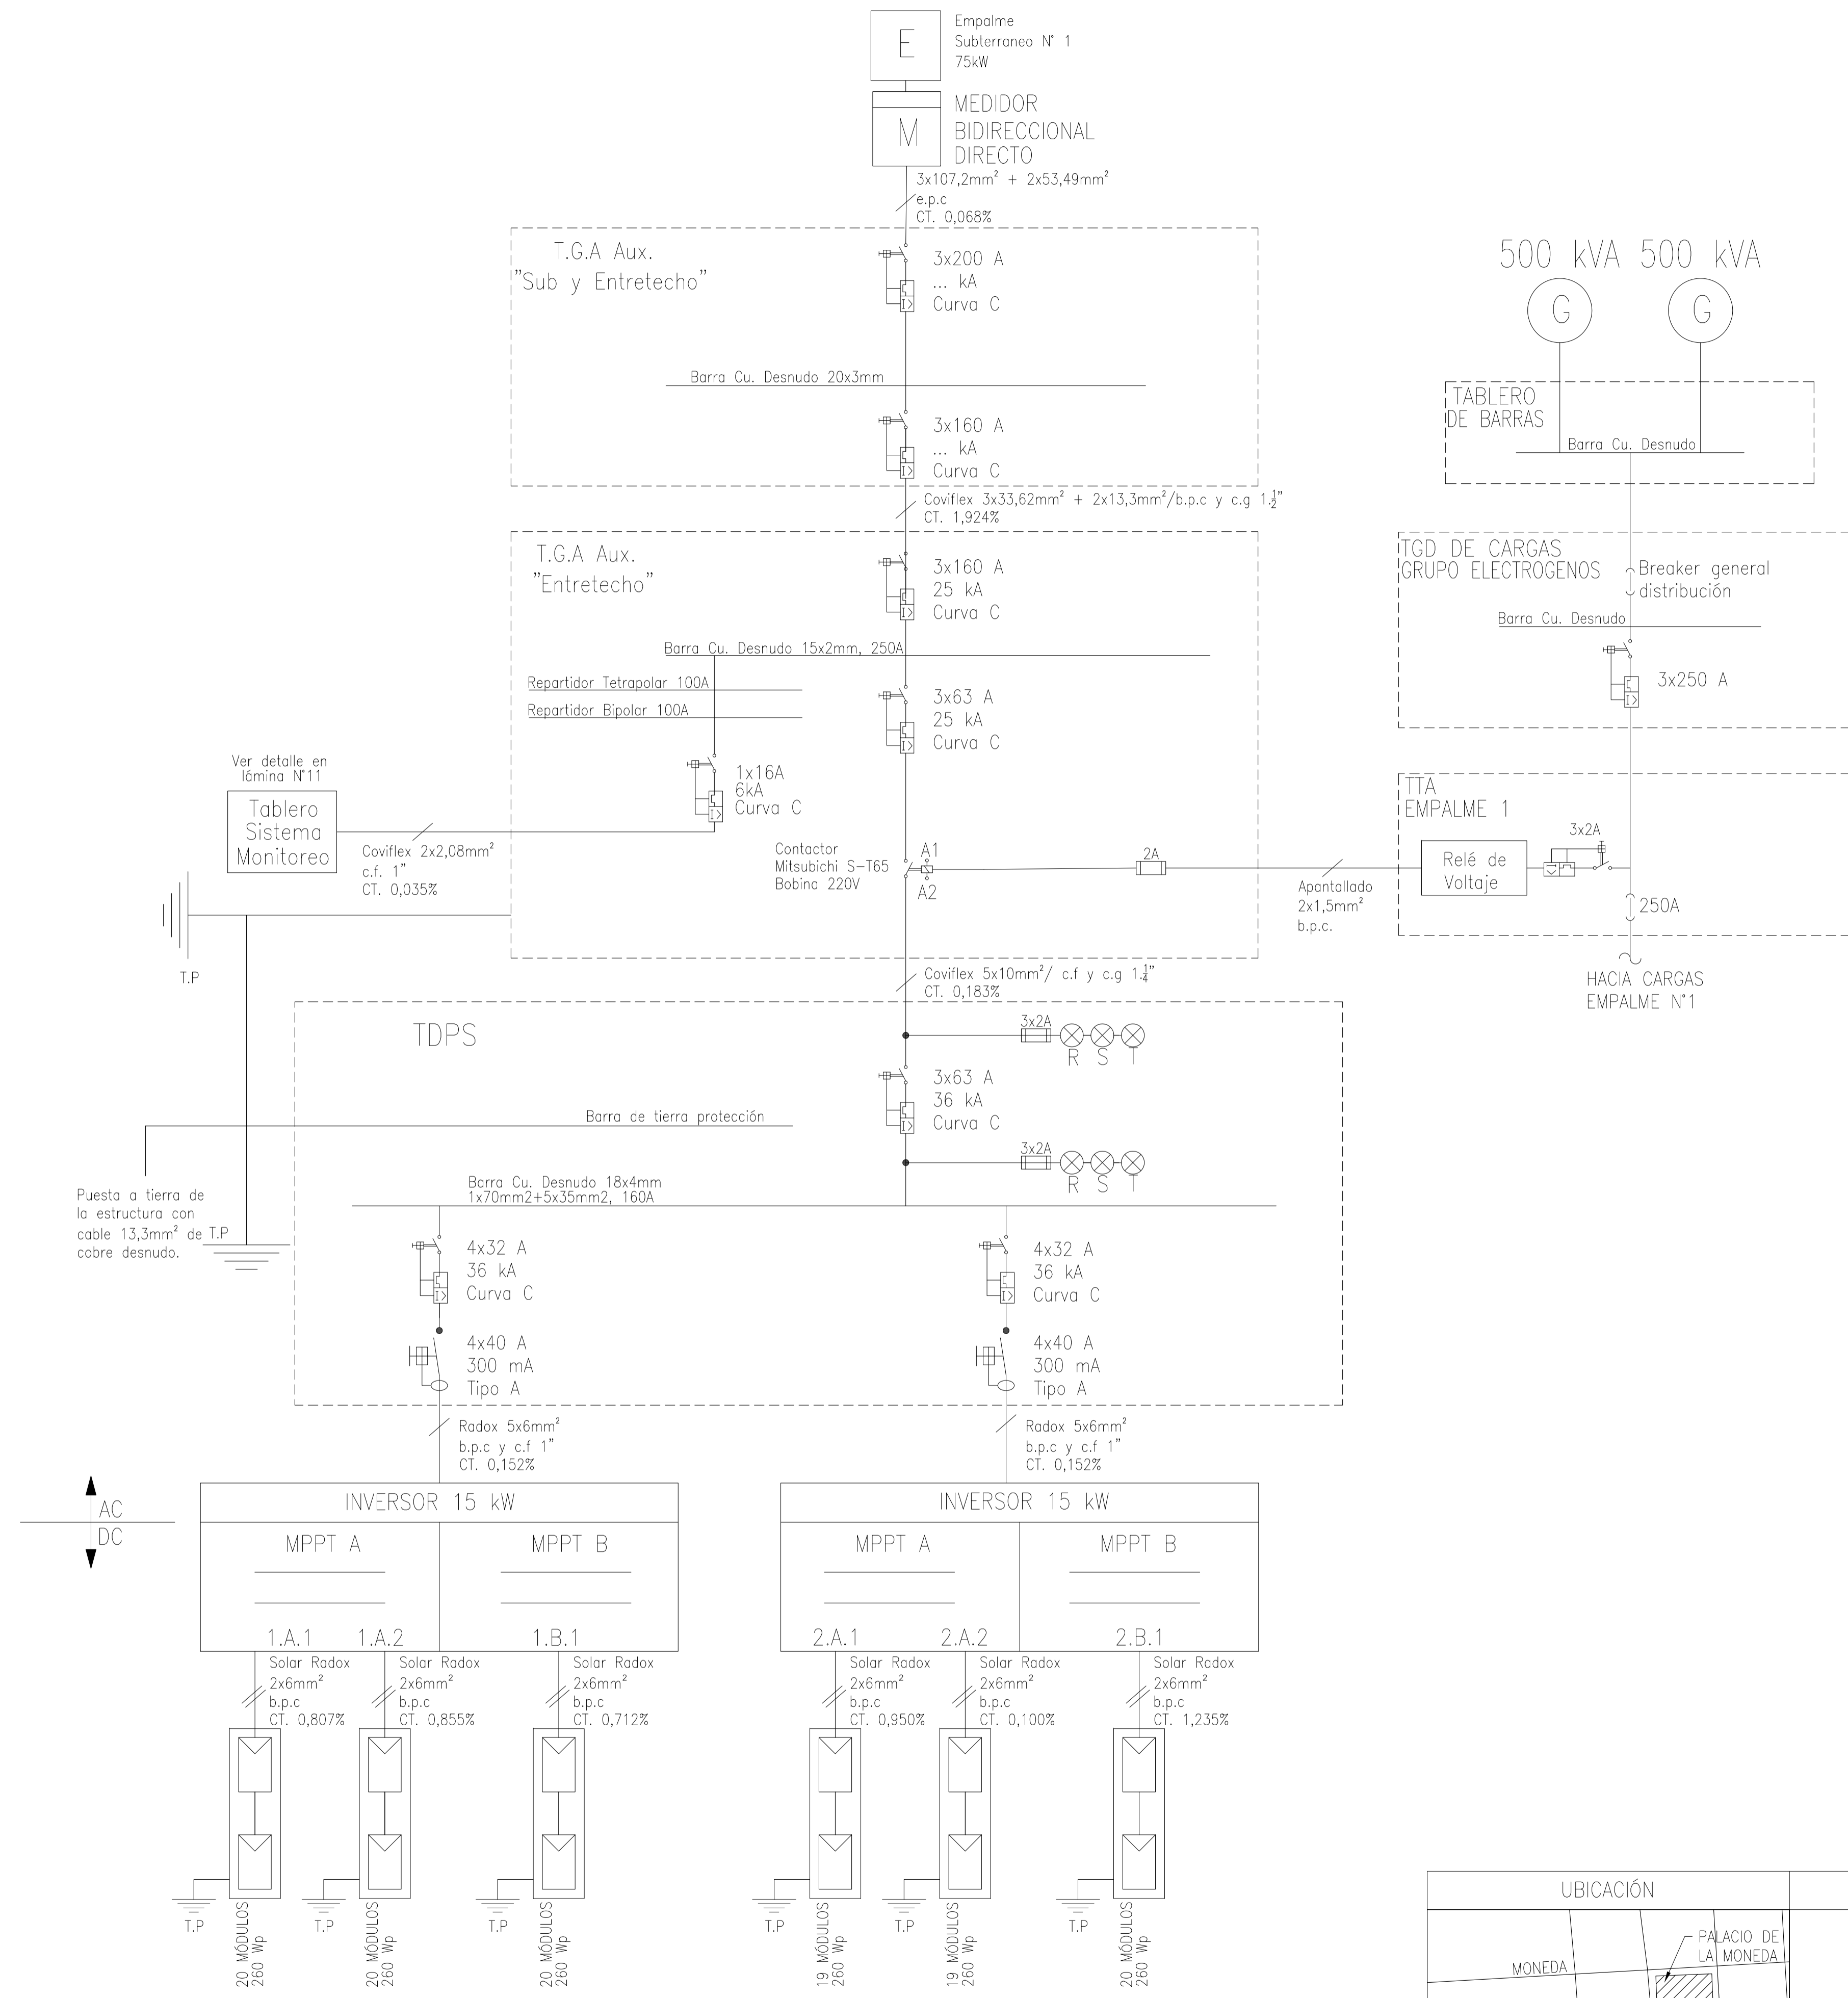 E
Empalme
Subterraneo N° 1
75kW
M
MEDIDOR
BIDIRECCIONAL
DIRECTO
3x107,2mm² + 2x53,49mm²
e.p.c
CT. 0,068%
T.G.A Aux.
"Sub y Entretecho"
3x200 A
... kA
Curva C
Barra Cu. Desnudo 20x3mm
3x160 A
... kA
Curva C
Coviflex 3x33,62mm² + 2x13,3mm²/b.p.c y c.g 1.½"
CT. 1,924%
T.G.A Aux.
"Entretecho"
3x160 A
25 kA
Curva C
Barra Cu. Desnudo 15x2mm, 250A
Repartidor Tetrapolar 100A
Repartidor Bipolar 100A
3x63 A
25 kA
Curva C
1x16A
6kA
Curva C
Ver detalle en
lámina N°11
Tablero
Sistema
Monitoreo
Coviflex 2x2,08mm²
c.f. 1"
CT. 0,035%
Contactor
Mitsubichi S-T65
Bobina 220V
A1
A2
2A
Apantallado
2x1,5mm²
b.p.c.
T.P
500 kVA 500 kVA
G G
TABLERO
DE BARRAS
Barra Cu. Desnudo
TGD DE CARGAS
GRUPO ELECTROGENOS
Breaker general
distribución
Barra Cu. Desnudo
3x250 A
TTA
EMPALME 1
Relé de
Voltaje
3x2A
250A
HACIA CARGAS
EMPALME N°1
Coviflex 5x10mm²/ c.f y c.g 1.¼"
CT. 0,183%
TDPS
3x2A
R S T
3x63 A
36 kA
Curva C
Barra de tierra protección
3x2A
R S T
Puesta a tierra de
la estructura con
cable 13,3mm² de
cobre desnudo.
T.P
Barra Cu. Desnudo 18x4mm
1x70mm2+5x35mm2, 160A
4x32 A
36 kA
Curva C
4x40 A
300 mA
Tipo A
4x32 A
36 kA
Curva C
4x40 A
300 mA
Tipo A
Radox 5x6mm²
b.p.c y c.f 1"
CT. 0,152%
Radox 5x6mm²
b.p.c y c.f 1"
CT. 0,152%
AC
DC
INVERSOR 15 kW
MPPT A MPPT B
1.A.1 1.A.2 1.B.1
INVERSOR 15 kW
MPPT A MPPT B
2.A.1 2.A.2 2.B.1
Solar Radox
2x6mm²
b.p.c
CT. 0,807%
Solar Radox
2x6mm²
b.p.c
CT. 0,855%
Solar Radox
2x6mm²
b.p.c
CT. 0,712%
Solar Radox
2x6mm²
b.p.c
CT. 0,950%
Solar Radox
2x6mm²
b.p.c
CT. 0,100%
Solar Radox
2x6mm²
b.p.c
CT. 1,235%
T.P
20 MÓDULOS
260 Wp
T.P
20 MÓDULOS
260 Wp
T.P
20 MÓDULOS
260 Wp
T.P
19 MÓDULOS
260 Wp
T.P
19 MÓDULOS
260 Wp
T.P
20 MÓDULOS
260 Wp
UBICACIÓN
PALACIO DE
LA MONEDA
MONEDA